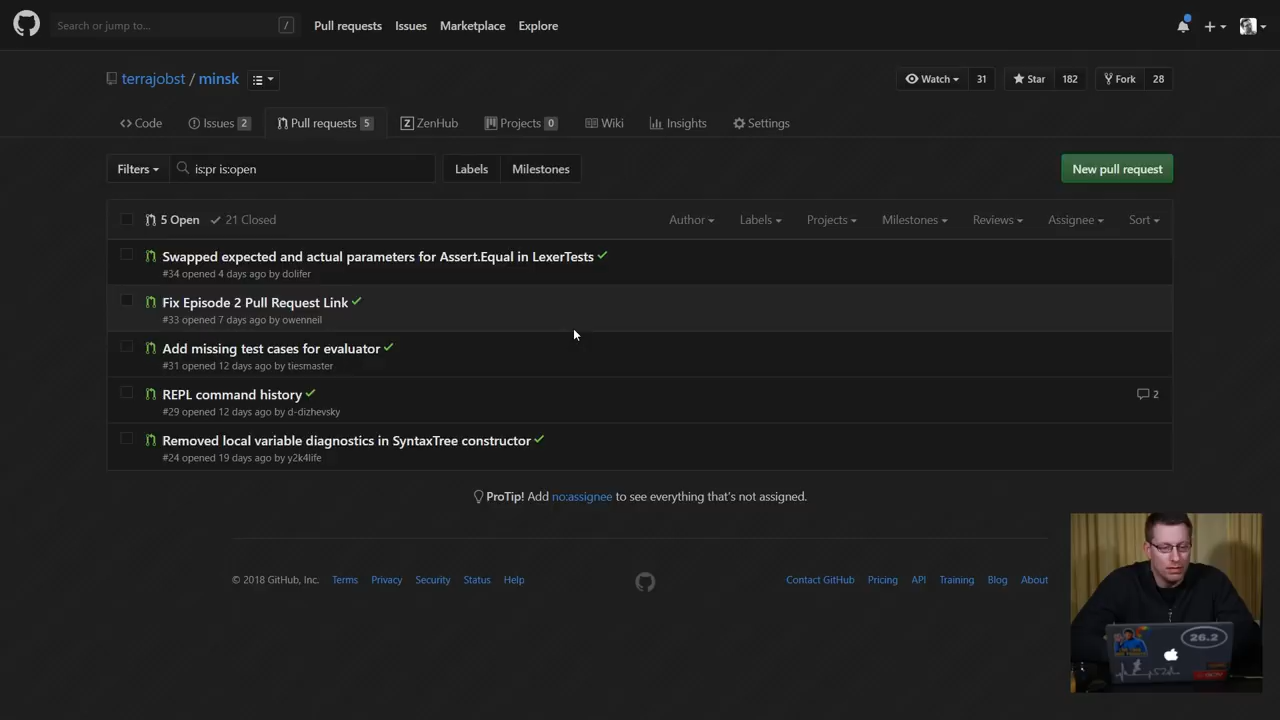 Search or jump to... / Pull requests Issues Marketplace Explore
terrajobst / minsk Watch 31 Star 182 Fork 28
Code Issues 2 Pull requests 5 ZenHub Projects 0 Wiki Insights Settings
Filters is:pr is:open Labels Milestones New pull request
5 Open 21 Closed Author Labels Projects Milestones Reviews Assignee Sort
Swapped expected and actual parameters for Assert.Equal in LexerTests
#34 opened 4 days ago by dolifer
Fix Episode 2 Pull Request Link
#33 opened 7 days ago by owenneil
Add missing test cases for evaluator
#31 opened 12 days ago by tiesmaster
REPL command history 2
#29 opened 12 days ago by d-dizhevsky
Removed local variable diagnostics in SyntaxTree constructor
#24 opened 19 days ago by y2k4life
ProTip! Add no:assignee to see everything that's not assigned.
© 2018 GitHub, Inc. Terms Privacy Security Status Help Contact GitHub Pricing API Training Blog About
26.2